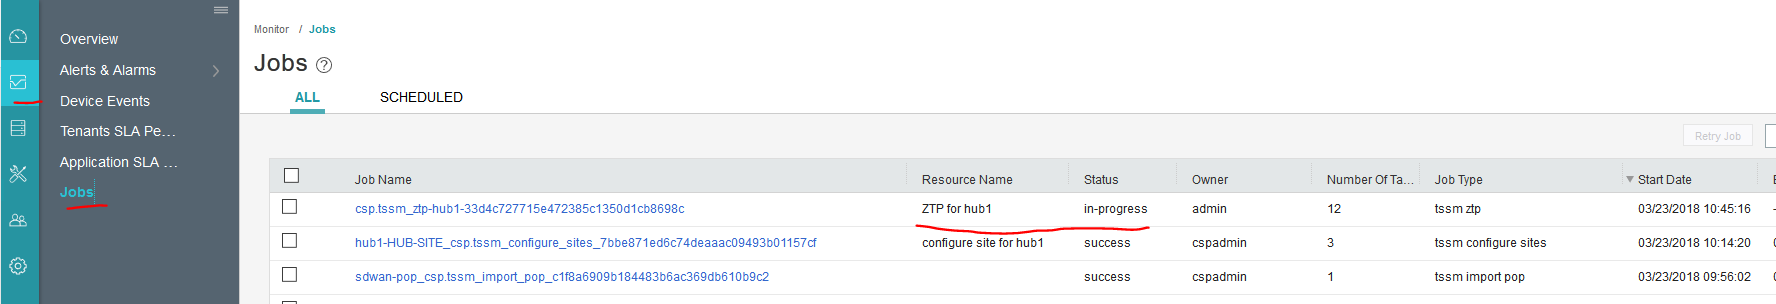 Overview
Alerts & Alarms
Device Events
Tenants SLA Pe...
Application SLA ...
Jobs
Monitor / Jobs
Jobs ?
ALL SCHEDULED
Retry Job
Job Name Resource Name Status Owner Number Of Ta... Job Type Start Date
csp.tssm_ztp-hub1-33d4c727715e472385c1350d1cb8698c ZTP for hub1 in-progress admin 12 tssm ztp 03/23/2018 10:45:16
hub1-HUB-SITE_csp.tssm_configure_sites_7bbe871ed6c74deaaac09493b01157cf configure site for hub1 success cspadmin 3 tssm configure sites 03/23/2018 10:14:20
sdwan-pop_csp.tssm_import_pop_c1f8a6909b184483b6ac369db610b9c2 success cspadmin 1 tssm import pop 03/23/2018 09:56:02